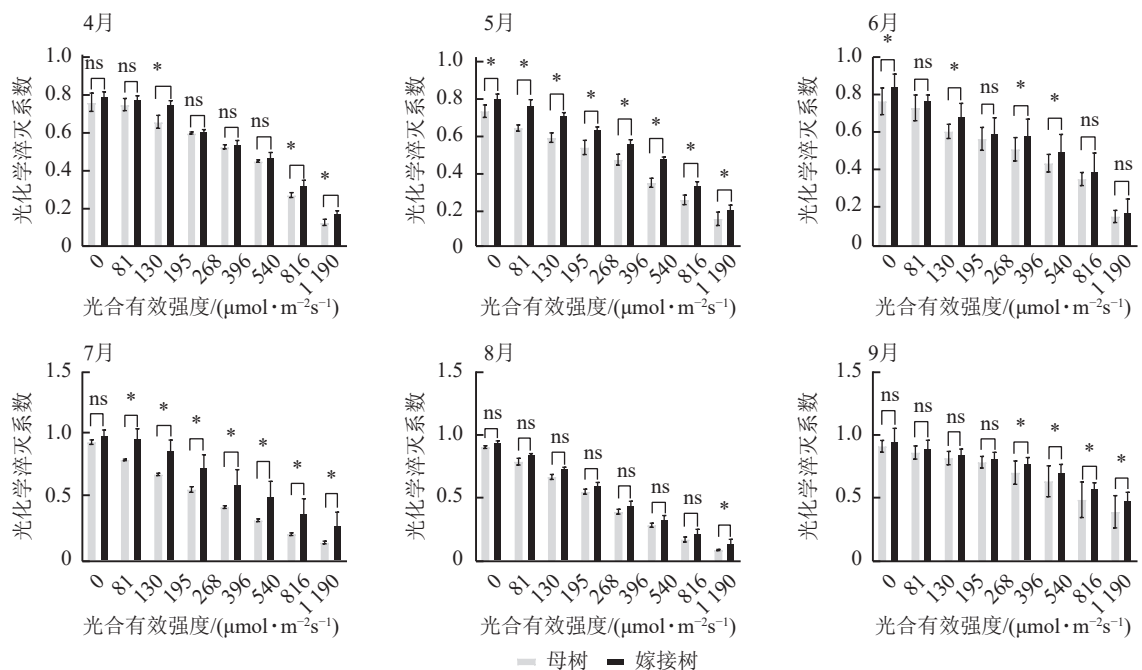 4月
光化学淬灭系数
1.0
0.8
0.6
0.4
0.2
0
ns ns * ns ns ns * *
0 81 130 195 268 396 540 816 1 190
光合有效强度/(μmol·m⁻²s⁻¹)
5月
光化学淬灭系数
1.0
0.8
0.6
0.4
0.2
0
* * * * * * * *
0 81 130 195 268 396 540 816 1 190
光合有效强度/(μmol·m⁻²s⁻¹)
6月
光化学淬灭系数
1.0
0.8
0.6
0.4
0.2
0
* ns * ns * * ns ns
0 81 130 195 268 396 540 816 1 190
光合有效强度/(μmol·m⁻²s⁻¹)
7月
光化学淬灭系数
1.5
1.0
0.5
0
ns * * * * * * *
0 81 130 195 268 396 540 816 1 190
光合有效强度/(μmol·m⁻²s⁻¹)
8月
光化学淬灭系数
1.5
1.0
0.5
0
ns ns ns ns ns ns ns *
0 81 130 195 268 396 540 816 1 190
光合有效强度/(μmol·m⁻²s⁻¹)
9月
光化学淬灭系数
1.5
1.0
0.5
0
ns ns ns ns * * * *
0 81 130 195 268 396 540 816 1 190
光合有效强度/(μmol·m⁻²s⁻¹)
母树 嫁接树